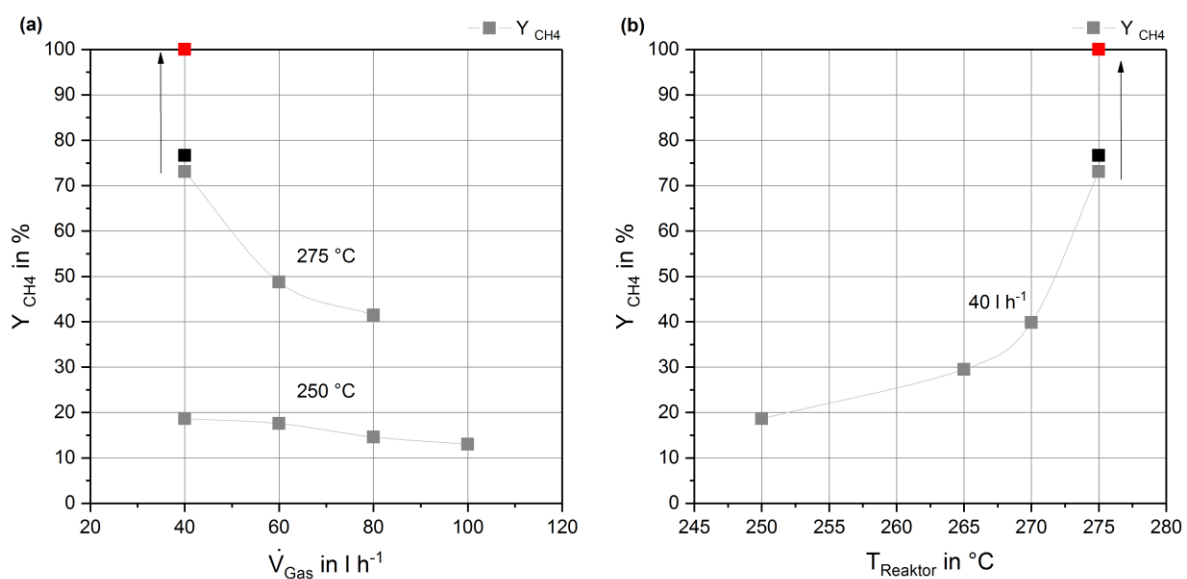 (a)
Y CH4
100
90
80
70
60
50
40
30
20
10
0
Y CH4 in %
275 °C
250 °C
20 40 60 80 100 120
V̇Gas in l h-1
(b)
Y CH4
100
90
80
70
60
50
40
30
20
10
0
Y CH4 in %
40 l h-1
245 250 255 260 265 270 275 280
TReaktor in °C